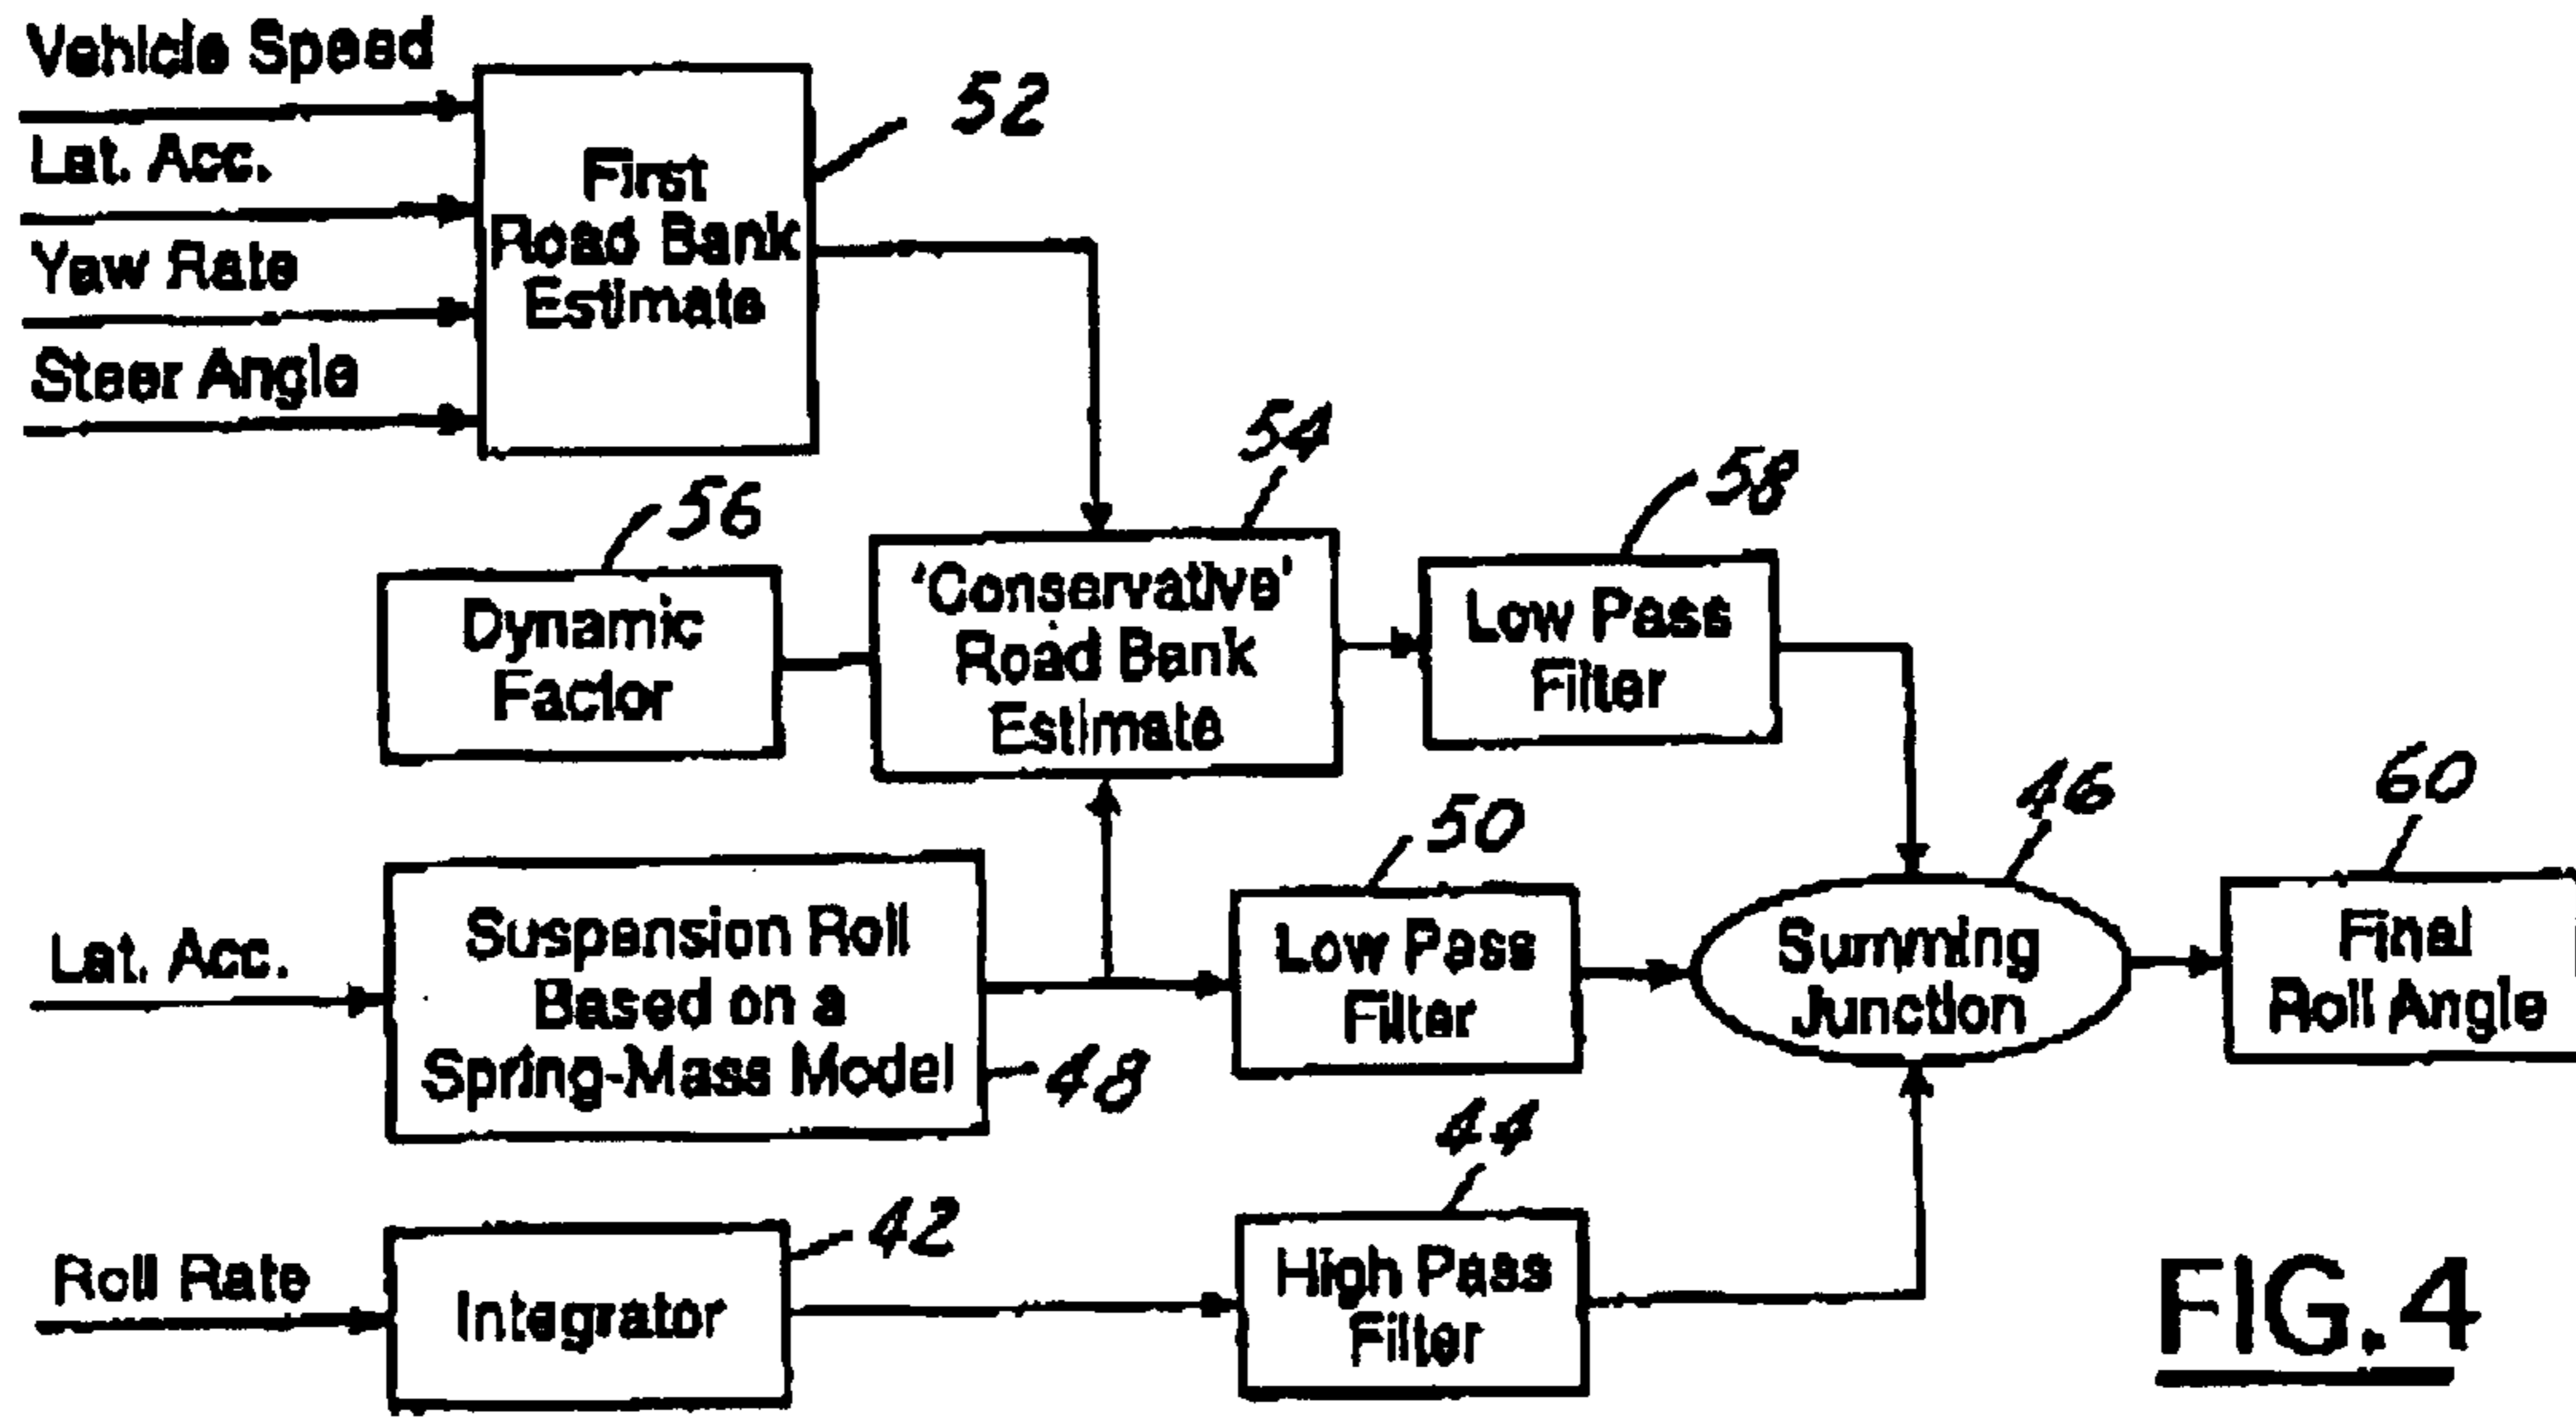 Vehicle Speed
Lat. Acc.
Yaw Rate
Steer Angle
First
Road Bank
Estimate
52
56
Dynamic
Factor
54
'Conservative'
Road Bank
Estimate
58
Low Pass
Filter
Lat. Acc.
Suspension Roll
Based on a
Spring-Mass Model
48
50
Low Pass
Filter
46
Summing
Junction
60
Final
Roll Angle
Roll Rate
42
Integrator
44
High Pass
Filter
FIG. 4